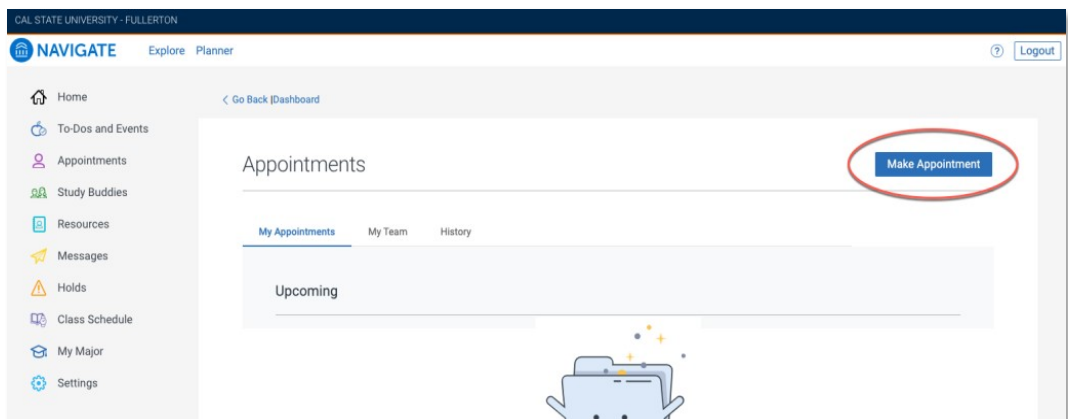 CAL STATE UNIVERSITY - FULLERTON
NAVIGATE Explore Planner ? Logout
Home
< Go Back |Dashboard
To-Dos and Events
Appointments
Appointments
Make Appointment
Study Buddies
Resources
My Appointments My Team History
Messages
Holds
Upcoming
Class Schedule
My Major
Settings